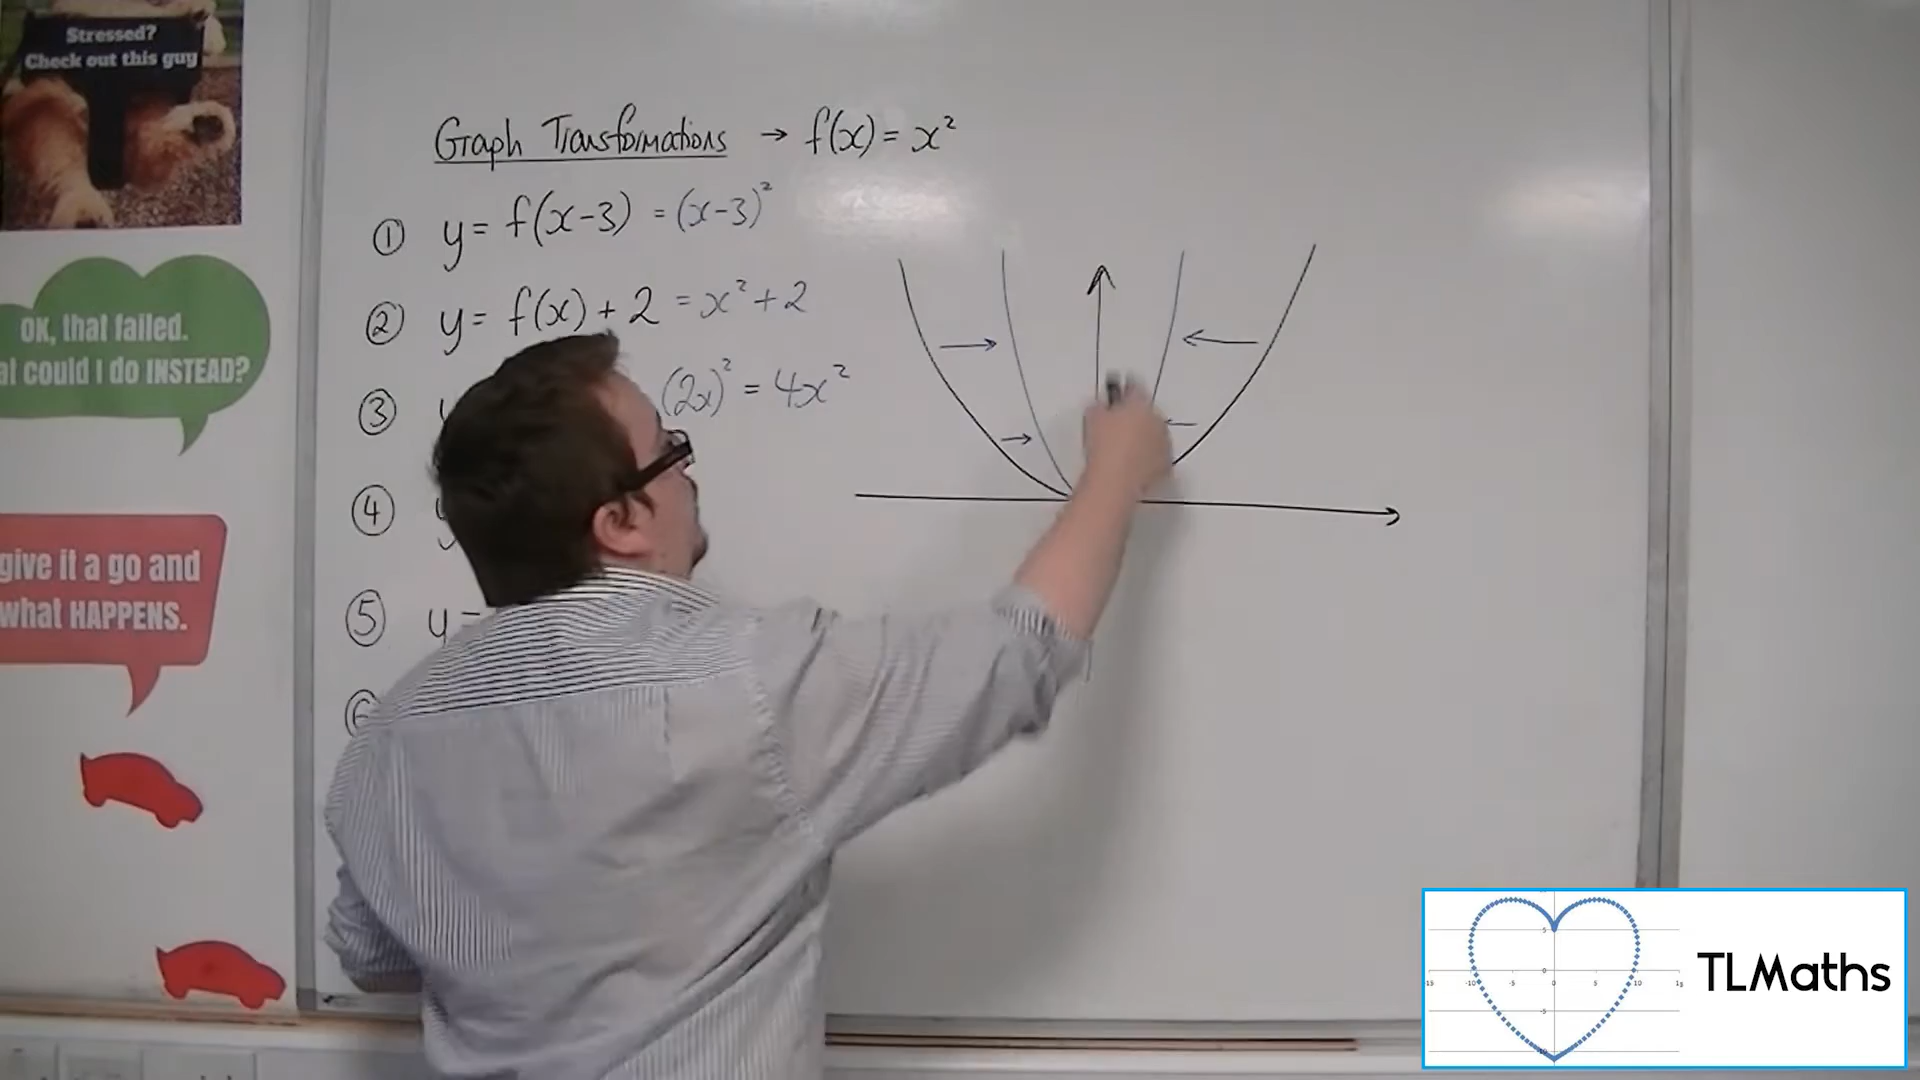 Stressed?
Check out this guy
OK, that failed.
could I do INSTEAD?
give it a go and
what HAPPENS.
Graph Transformations → f(x) = x²
① y = f(x-3) = (x-3)²
② y = f(x) + 2 = x² + 2
③ (2x)² = 4x²
④
⑤ y =
⑥
TLMaths